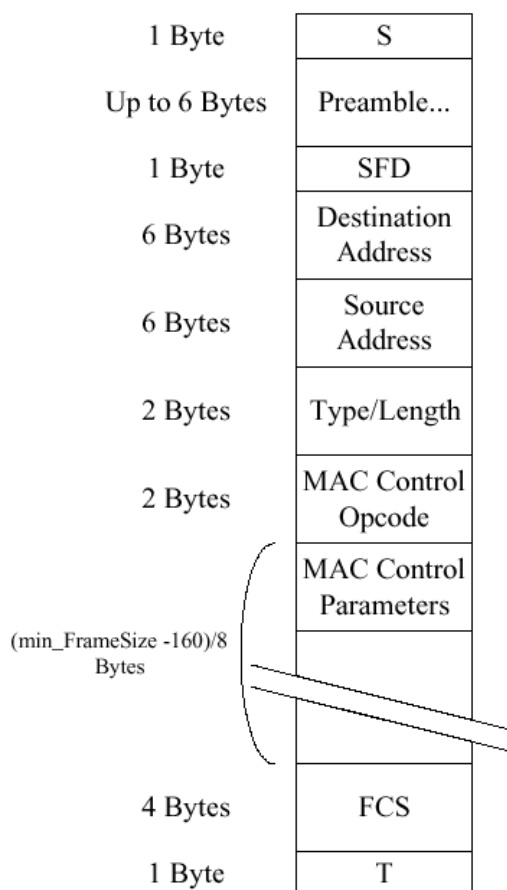 1 Byte
S
Up to 6 Bytes
Preamble...
1 Byte
SFD
6 Bytes
Destination
Address
6 Bytes
Source
Address
2 Bytes
Type/Length
2 Bytes
MAC Control
Opcode
MAC Control
Parameters
(min_FrameSize -160)/8
Bytes
4 Bytes
FCS
1 Byte
T